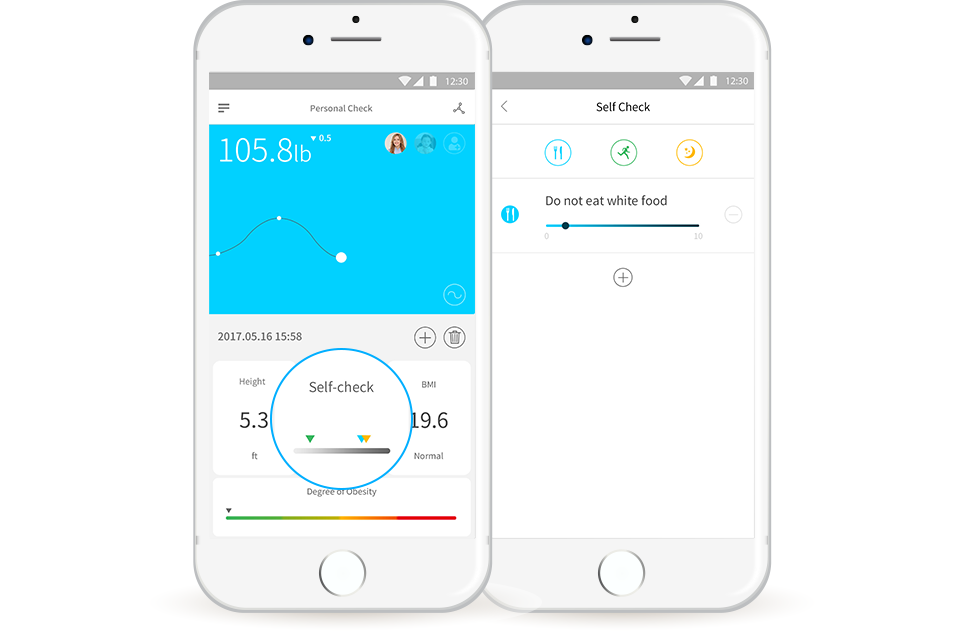 12:30
Personal Check
105.8lb
▼ 0.5
2017.05.16 15:58
Height
5.3
ft
Self-check
BMI
19.6
Normal
Degree of Obesity
12:30
Self Check
Do not eat white food
0
10